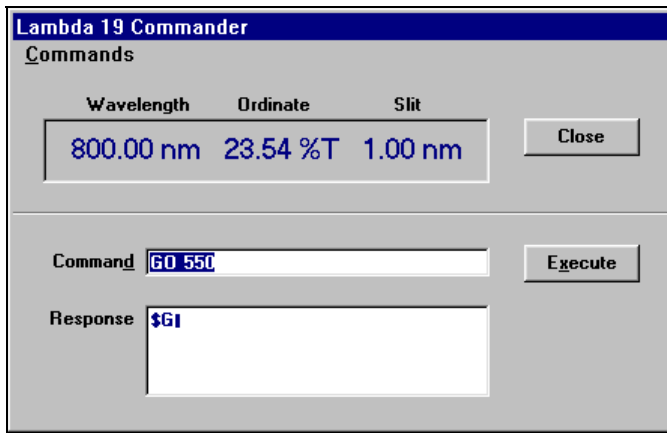 Lambda 19 Commander
Commands
Wavelength Ordinate Slit
800.00 nm 23.54 %T 1.00 nm
Close
Command GO 550
Execute
Response $GI